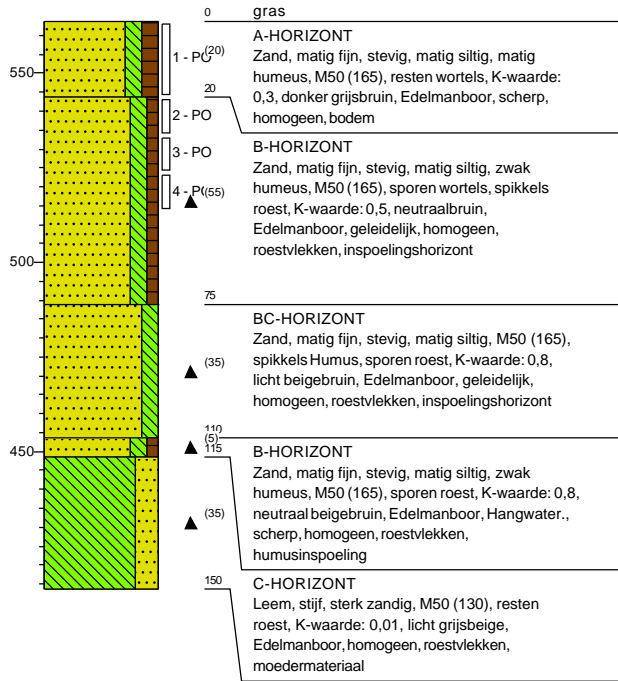 0 gras
A-HORIZONT
Zand, matig fijn, stevig, matig siltig, matig
humeus, M50 (165), resten wortels, K-waarde:
0,3, donker grijsbruin, Edelmanboor, scherp,
homogeen, bodem
1 - PO
(20)
550
20
2 - PO
3 - PO
4 - PO
(55)
B-HORIZONT
Zand, matig fijn, stevig, matig siltig, zwak
humeus, M50 (165), sporen wortels, spikkels
roest, K-waarde: 0,5, neutraalbruin,
Edelmanboor, geleidelijk, homogeen,
roestvlekken, inspoelingshorizont
500
75
BC-HORIZONT
Zand, matig fijn, stevig, matig siltig, M50 (165),
spikkels Humus, sporen roest, K-waarde: 0,8,
licht beigebruin, Edelmanboor, geleidelijk,
homogeen, roestvlekken, inspoelingshorizont
(35)
110
(5)
450
115
B-HORIZONT
Zand, matig fijn, stevig, matig siltig, zwak
humeus, M50 (165), sporen roest, K-waarde: 0,8,
neutraal beigebruin, Edelmanboor, Hangwater.,
scherp, homogeen, roestvlekken,
humusinspoeling
(35)
150
C-HORIZONT
Leem, stijf, sterk zandig, M50 (130), resten
roest, K-waarde: 0,01, licht grijsbeige,
Edelmanboor, homogeen, roestvlekken,
moedermateriaal